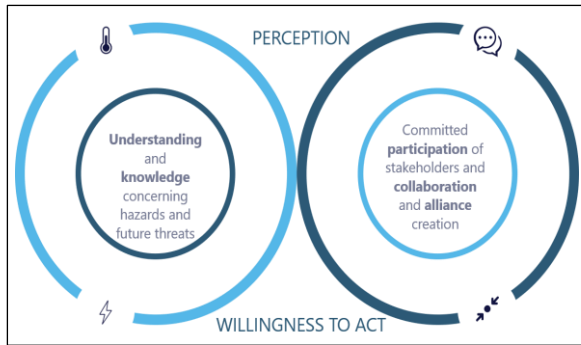 PERCEPTION
Understanding
and
knowledge
concerning
hazards and
future threats
Committed
participation of
stakeholders and
collaboration
and alliance
creation
WILLINGNESS TO ACT